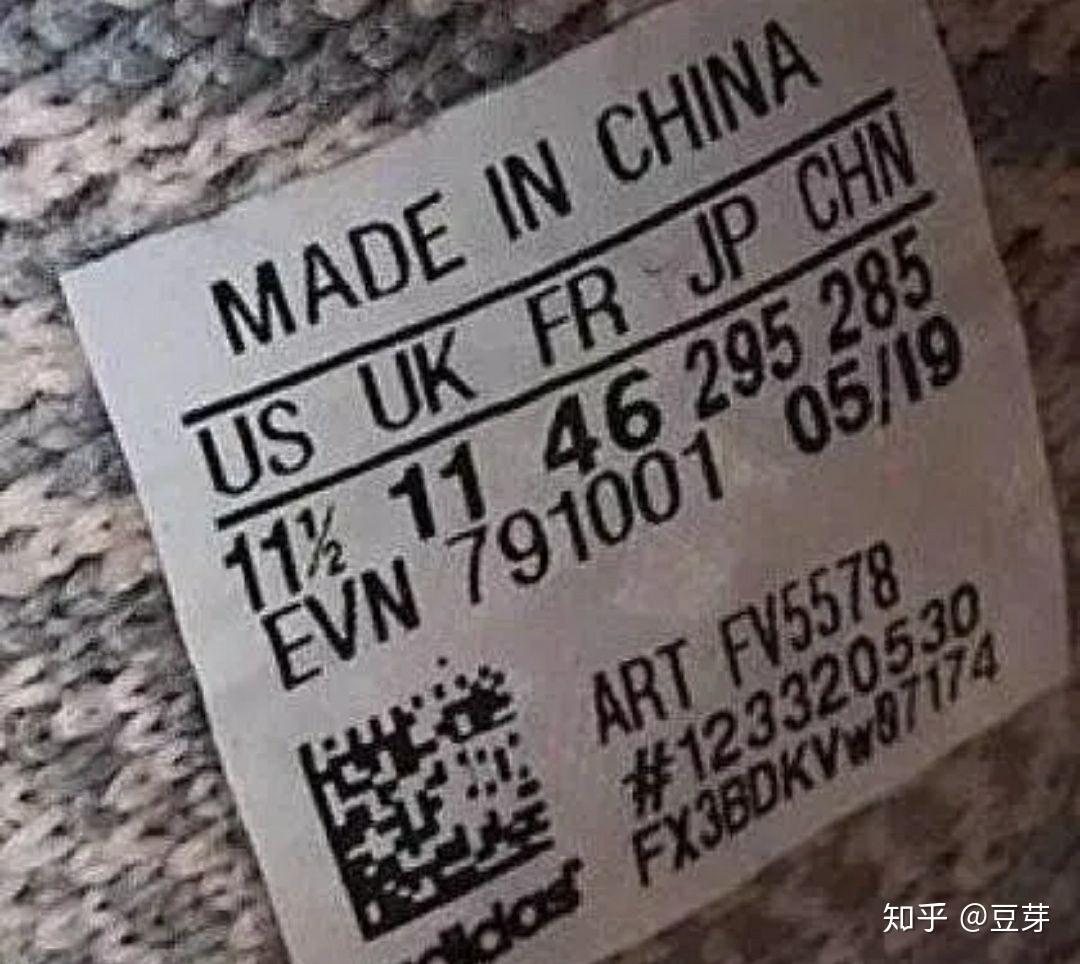 MADE IN CHINA
US UK FR JP CHN
11½ 11 46 295 285
EVN 791001 05/19
ART FV5578
#123320530
FX3BDKVW07174
adidas
知乎 @豆芽